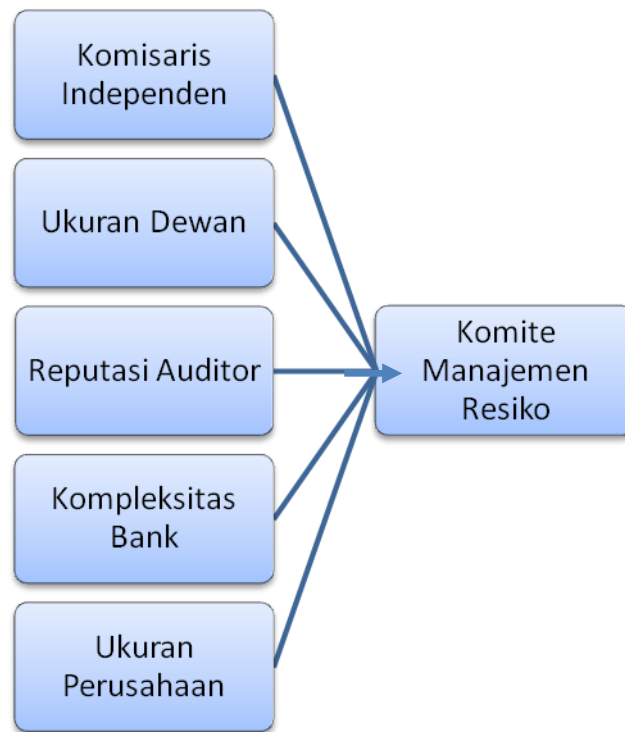 Komisaris
Independen
Ukuran Dewan
Reputasi Auditor
Komite
Manajemen
Resiko
Kompleksitas
Bank
Ukuran
Perusahaan